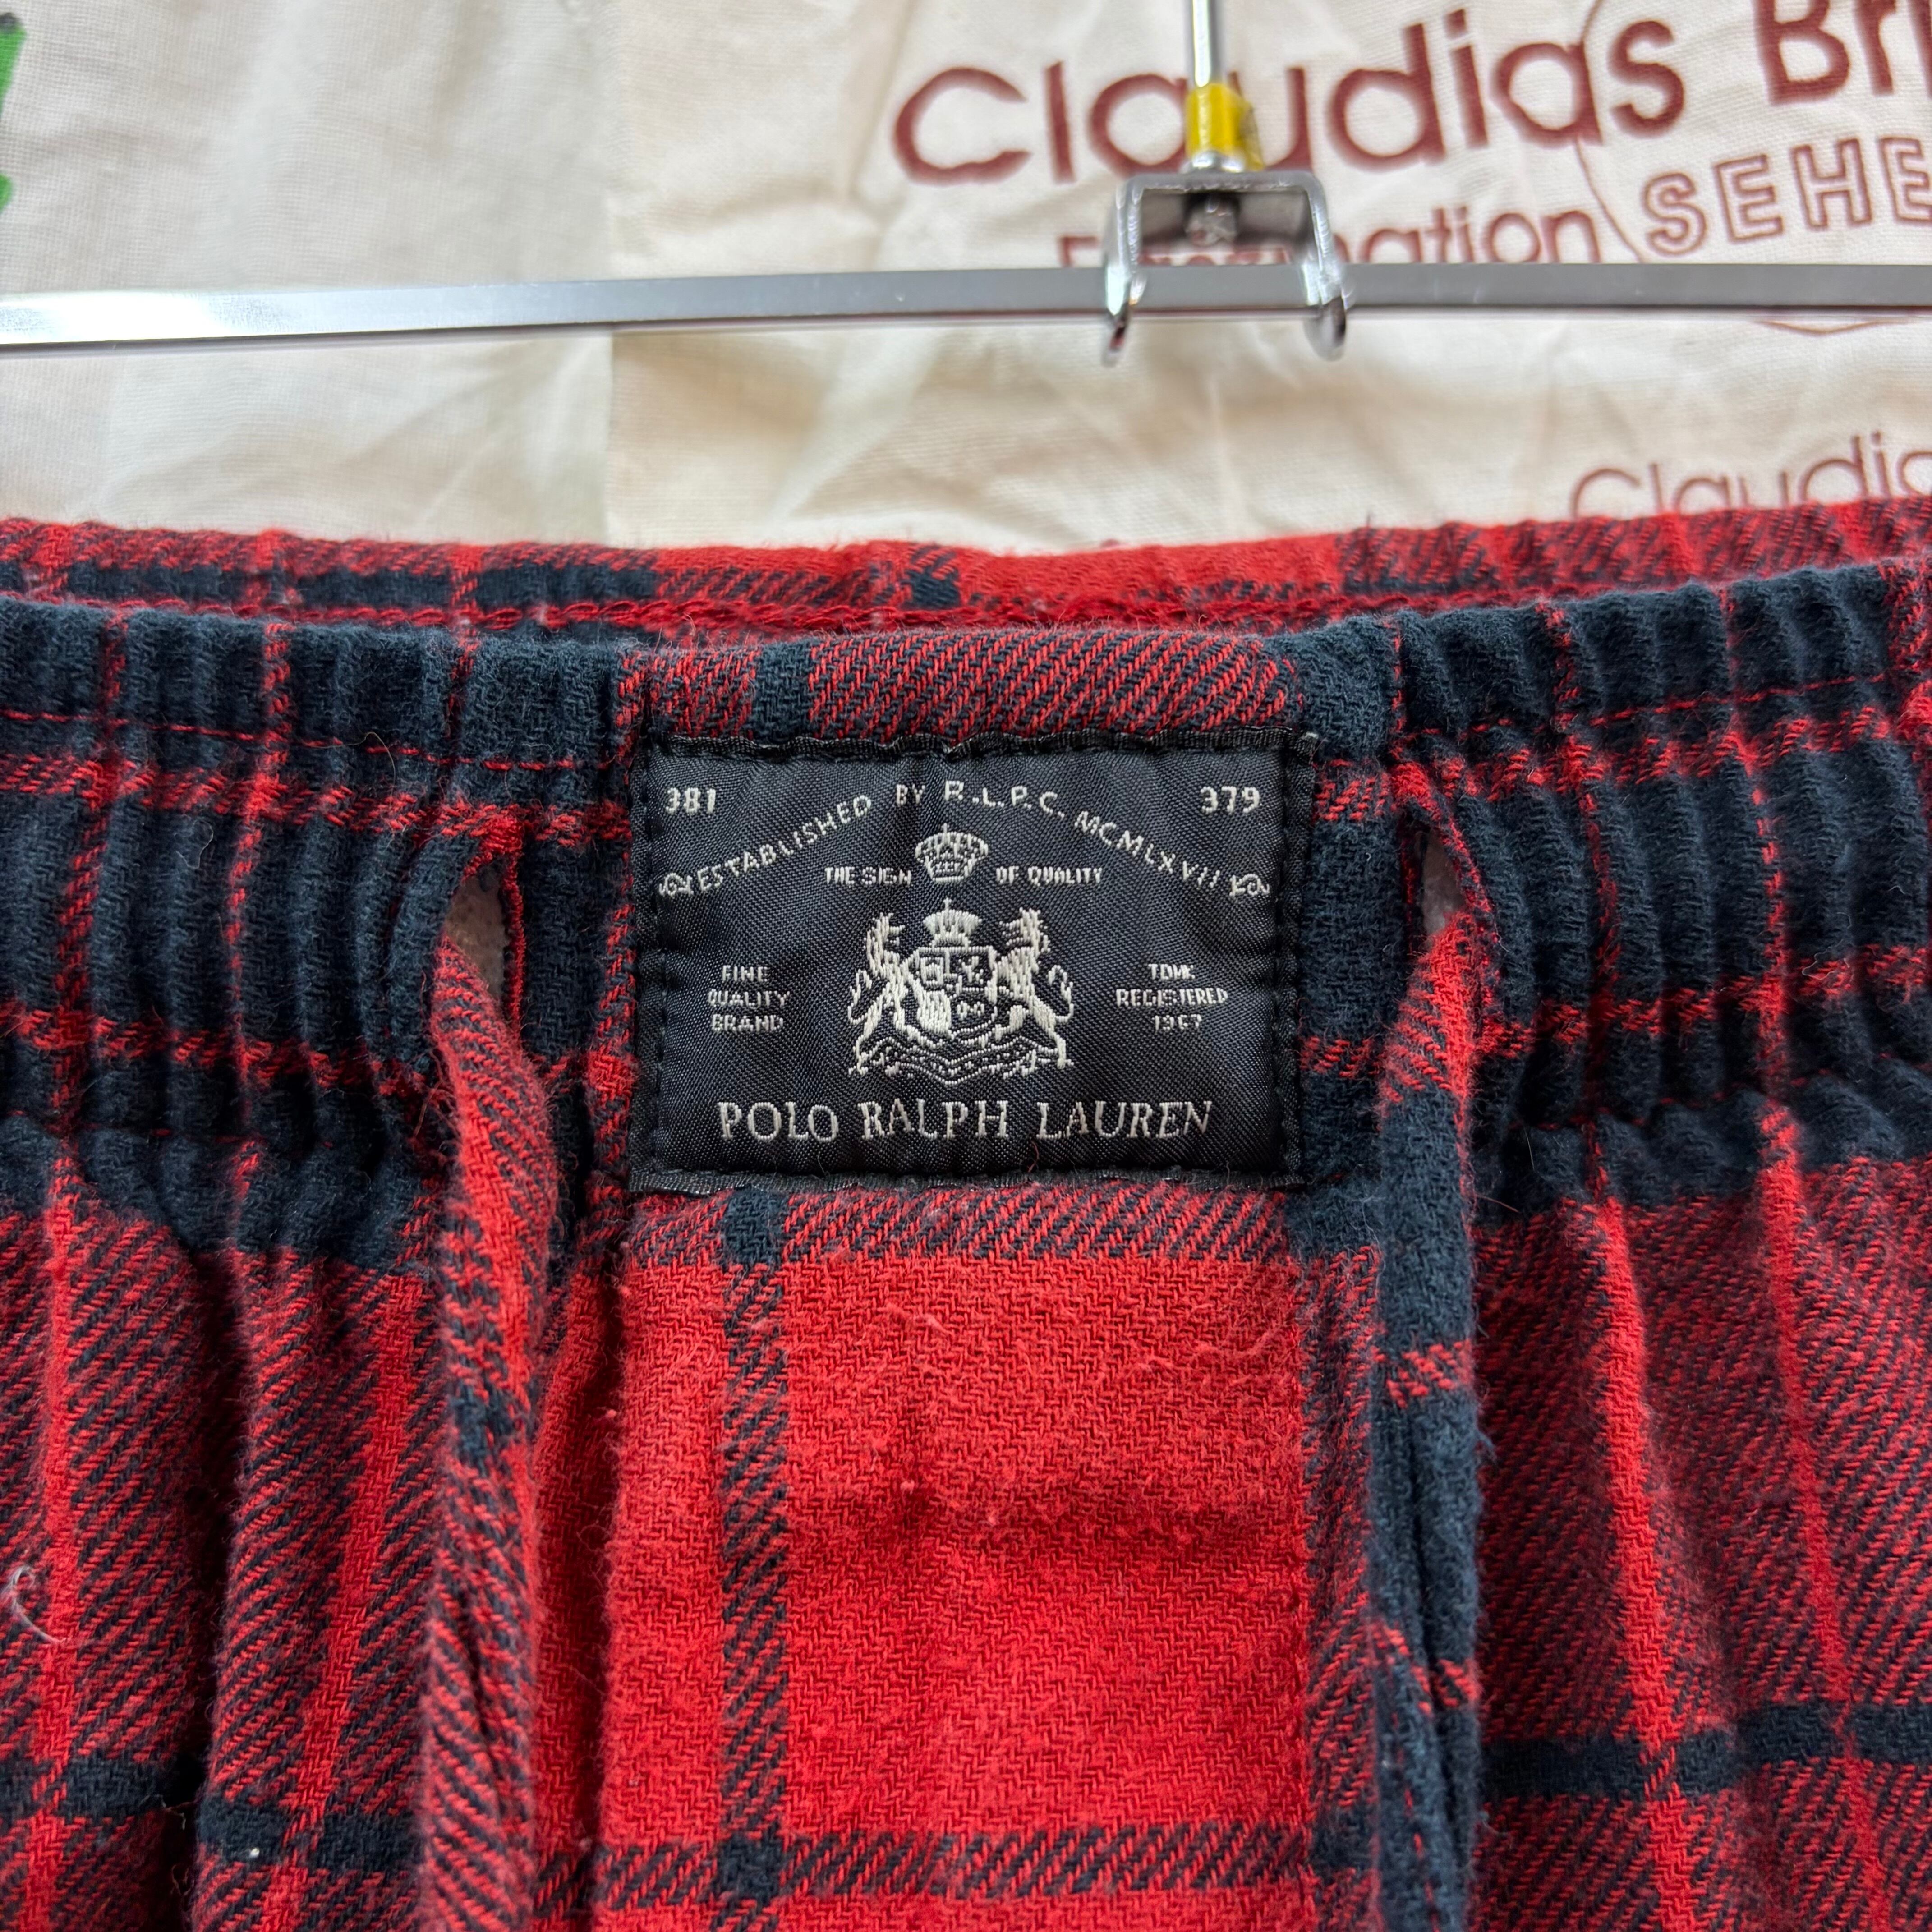 Claudias Bri
SEHE
Claudia
381
379
ESTABLISHED BY R.L.P.C. MCMLXVII
THE SIGN OF QUALITY
FINE
QUALITY
BRAND
TDMK
REGISTERED
1967
POLO RALPH LAUREN